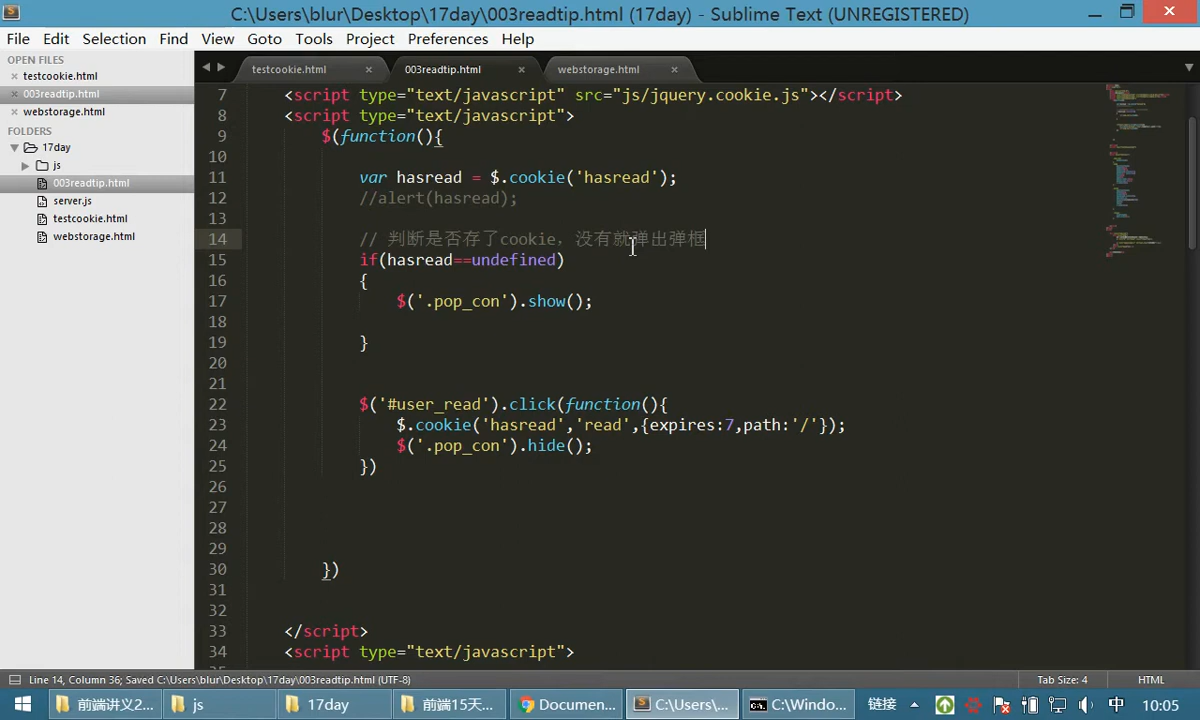 C:\Users\blur\Desktop\17day\003readtip.html (17day) - Sublime Text (UNREGISTERED)
File Edit Selection Find View Goto Tools Project Preferences Help
OPEN FILES
testcookie.html
003readtip.html
webstorage.html
FOLDERS
17day
js
003readtip.html
server.js
testcookie.html
webstorage.html
testcookie.html × 003readtip.html × webstorage.html ×
7 <script type="text/javascript" src="js/jquery.cookie.js"></script>
8 <script type="text/javascript">
9 $(function(){
10
11 var hasread = $.cookie('hasread');
12 //alert(hasread);
13
14 // 判断是否存了cookie，没有就弹出弹框
15 if(hasread==undefined)
16 {
17 $('.pop_con').show();
18
19 }
20
21
22 $('#user_read').click(function(){
23 $.cookie('hasread','read',{expires:7,path:'/'});
24 $('.pop_con').hide();
25 })
26
27
28
29
30 })
31
32
33 </script>
34 <script type="text/javascript">
Line 14, Column 36; Saved C:\Users\blur\Desktop\17day\003readtip.html (UTF-8) Tab Size: 4 HTML
前端讲义2... js 17day 前端15天... Documen... C:\Users\... C:\Windo... 链接 中 10:05